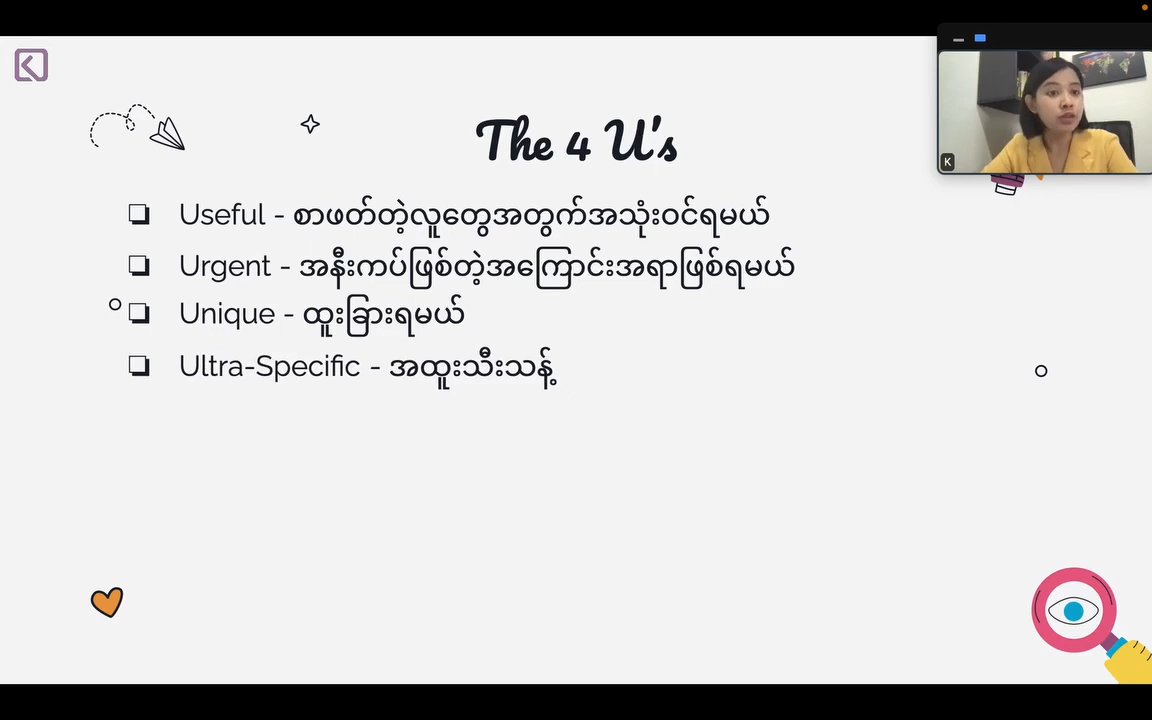 The 4 U's
Useful - စာဖတ်တဲ့လူတွေအတွက်အသုံးဝင်ရမယ်
Urgent - အနီးကပ်ဖြစ်တဲ့အကြောင်းအရာဖြစ်ရမယ်
Unique - ထူးခြားရမယ်
Ultra-Specific - အထူးသီးသန့်
K